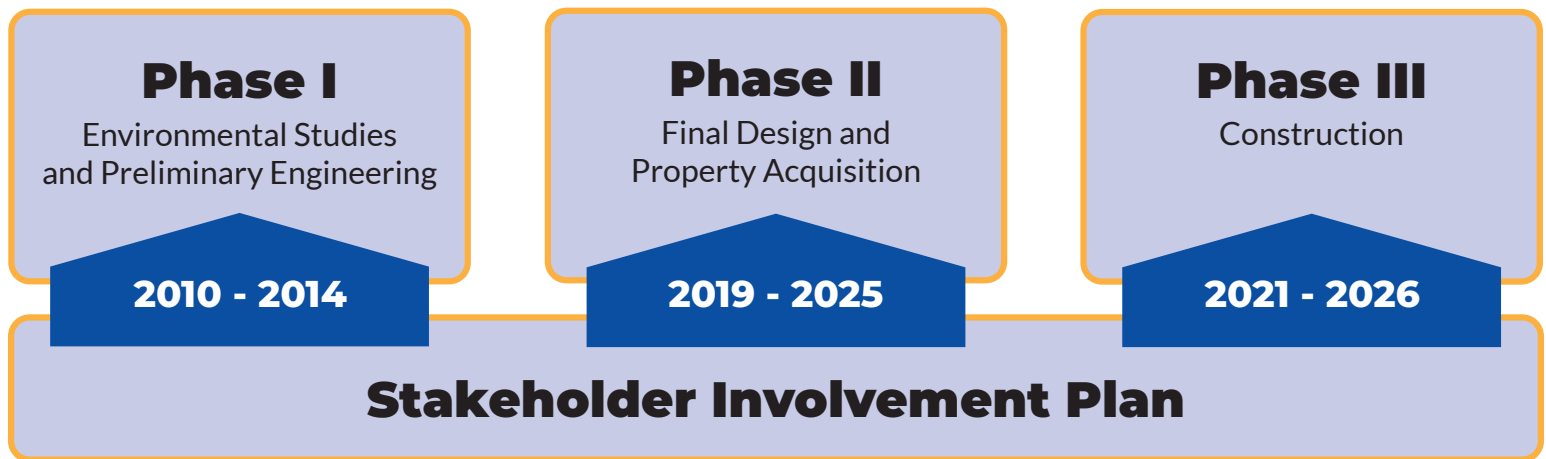 Phase I
Environmental Studies
and Preliminary Engineering
2010 - 2014
Phase II
Final Design and
Property Acquisition
2019 - 2025
Phase III
Construction
2021 - 2026
Stakeholder Involvement Plan